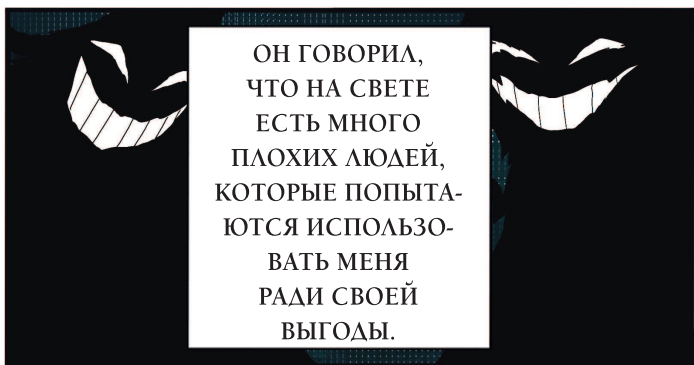 ОН ГОВОРИЛ,
ЧТО НА СВЕТЕ
ЕСТЬ МНОГО
ПЛОХИХ ЛЮДЕЙ,
КОТОРЫЕ ПОПЫТА-
ЮТСЯ ИСПОЛЬЗО-
ВАТЬ МЕНЯ
РАДИ СВОЕЙ
ВЫГОДЫ.